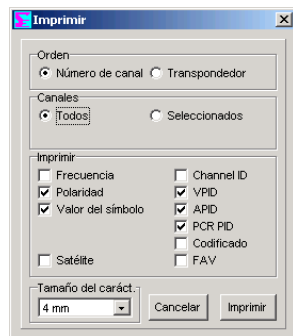 Imprimir
Orden
Número de canal Transpondedor
Canales
Todos Seleccionados
Imprimir
Frecuencia Channel ID
Polaridad VPID
Valor del símbolo APID
PCR PID
Codificado
Satélite FAV
Tamaño del caráct.
4 mm Cancelar Imprimir